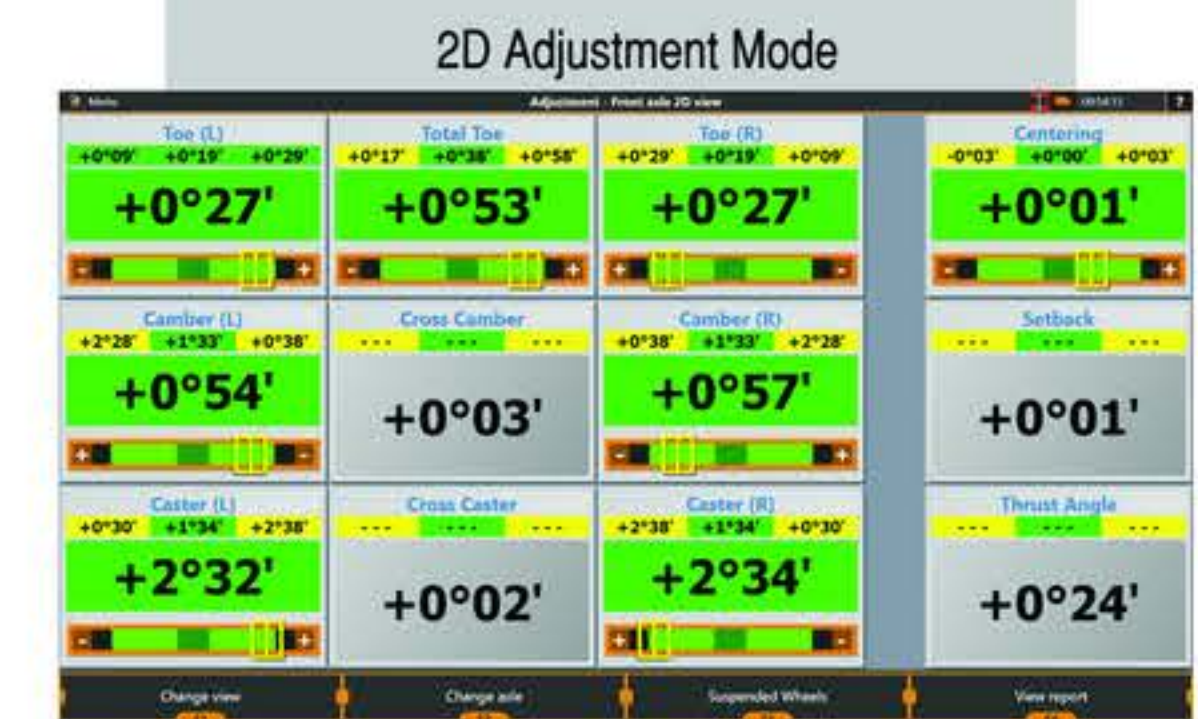 2D Adjustment Mode
Menu
Adjustment - Front axle 2D view
?
Toe (L)
+0°09' +0°19' +0°29'
+0°27'
- +
Total Toe
+0°17' +0°38' +0°58'
+0°53'
- +
Toe (R)
+0°29' +0°19' +0°09'
+0°27'
+ -
Centering
-0°03' +0°00' +0°03'
+0°01'
- +
Camber (L)
+2°28' +1°33' +0°38'
+0°54'
+ -
Cross Camber
--- --- ---
+0°03'
Camber (R)
+0°38' +1°33' +2°28'
+0°57'
- +
Setback
--- --- ---
+0°01'
Caster (L)
+0°30' +1°34' +2°38'
+2°32'
- +
Cross Caster
--- --- ---
+0°02'
Caster (R)
+2°38' +1°34' +0°30'
+2°34'
+ -
Thrust Angle
--- --- ---
+0°24'
Change view
Change axle
Suspended Wheels
View report